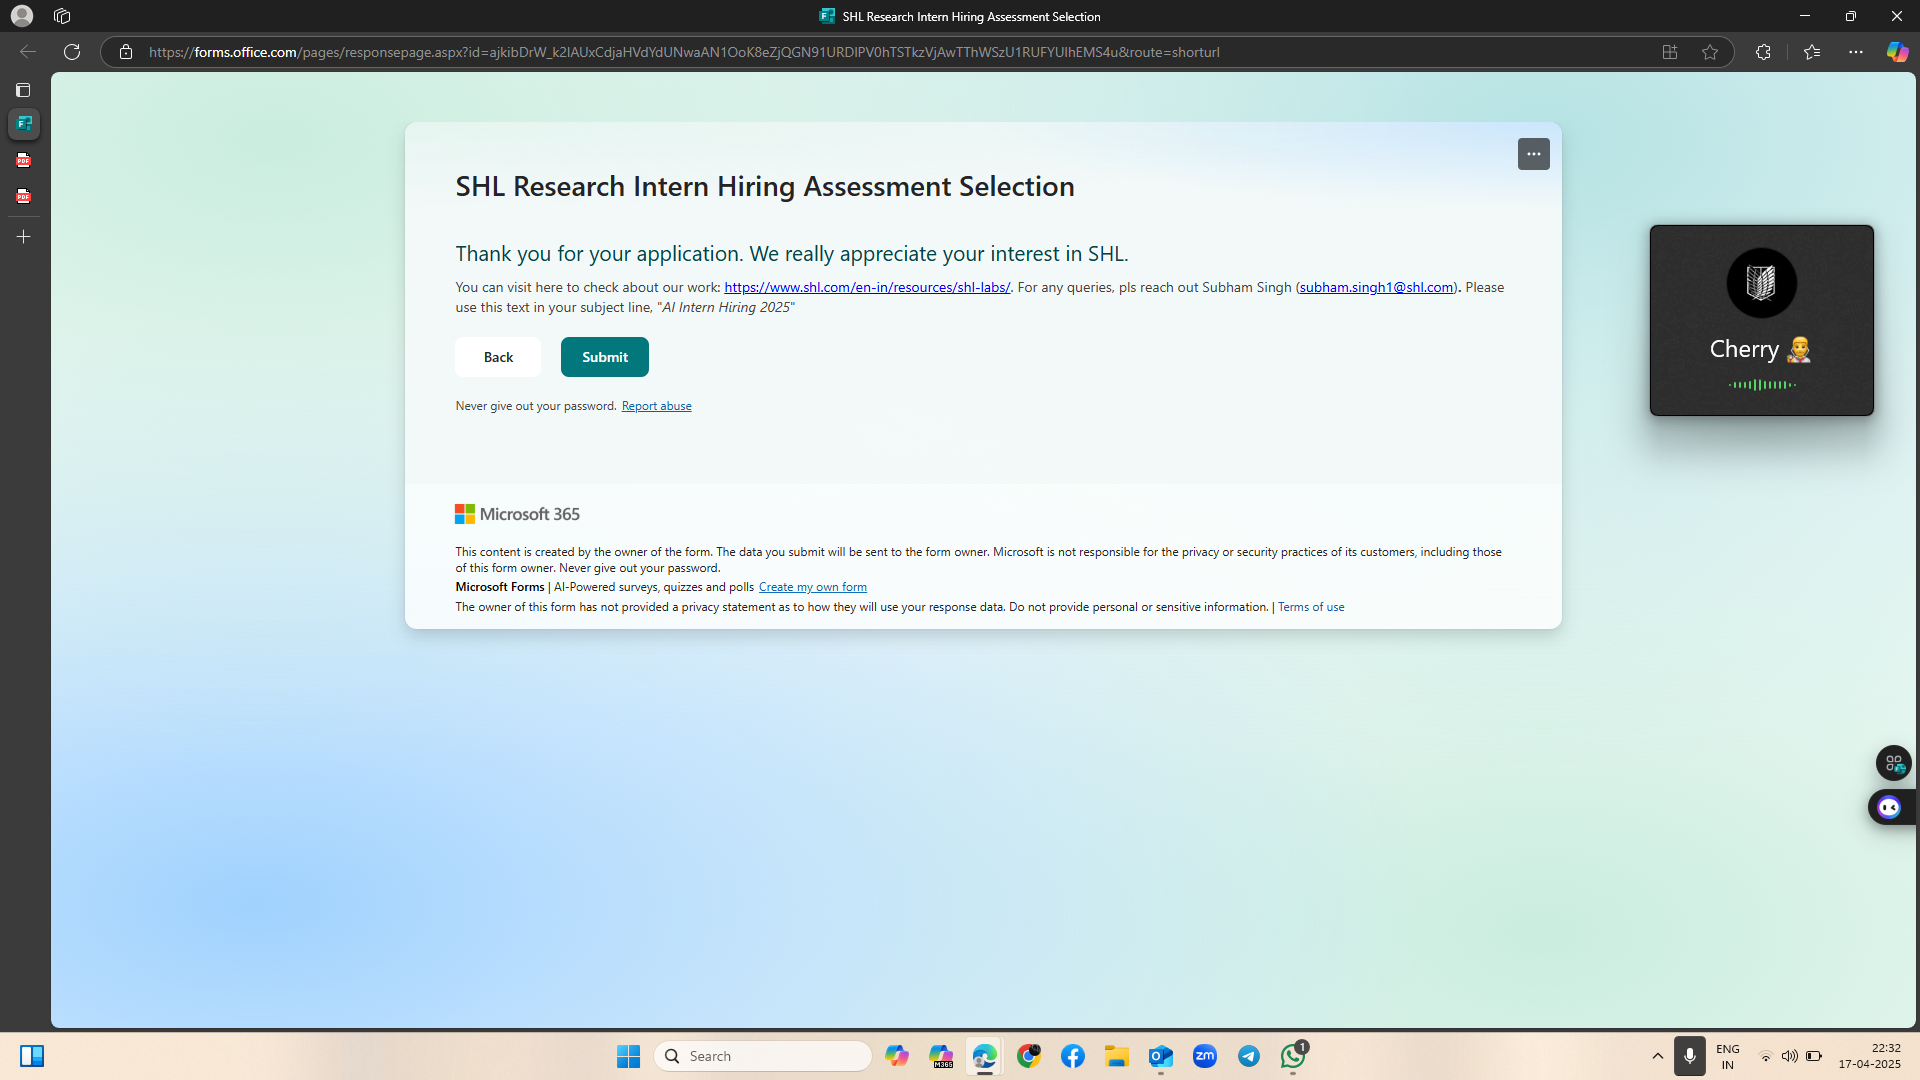 SHL Research Intern Hiring Assessment Selection
https://forms.office.com/pages/responsepage.aspx?id=ajkibDrW_k2lAUxCdjaHVdYdUNwaAN1OoK8eZjQGN91URDlPV0hTSTkzVjAwTThWSzU1RUFYUlhEMS4u&route=shorturl
SHL Research Intern Hiring Assessment Selection
Thank you for your application. We really appreciate your interest in SHL.
You can visit here to check about our work: https://www.shl.com/en-in/resources/shl-labs/. For any queries, pls reach out Subham Singh (subham.singh1@shl.com). Please
use this text in your subject line, "AI Intern Hiring 2025"
Back
Submit
Never give out your password. Report abuse
Cherry
Microsoft 365
This content is created by the owner of the form. The data you submit will be sent to the form owner. Microsoft is not responsible for the privacy or security practices of its customers, including those
of this form owner. Never give out your password.
Microsoft Forms | AI-Powered surveys, quizzes and polls Create my own form
The owner of this form has not provided a privacy statement as to how they will use your response data. Do not provide personal or sensitive information. | Terms of use
PDF
PDF
Search
M365
zm
1
ENG
IN
22:32
17-04-2025